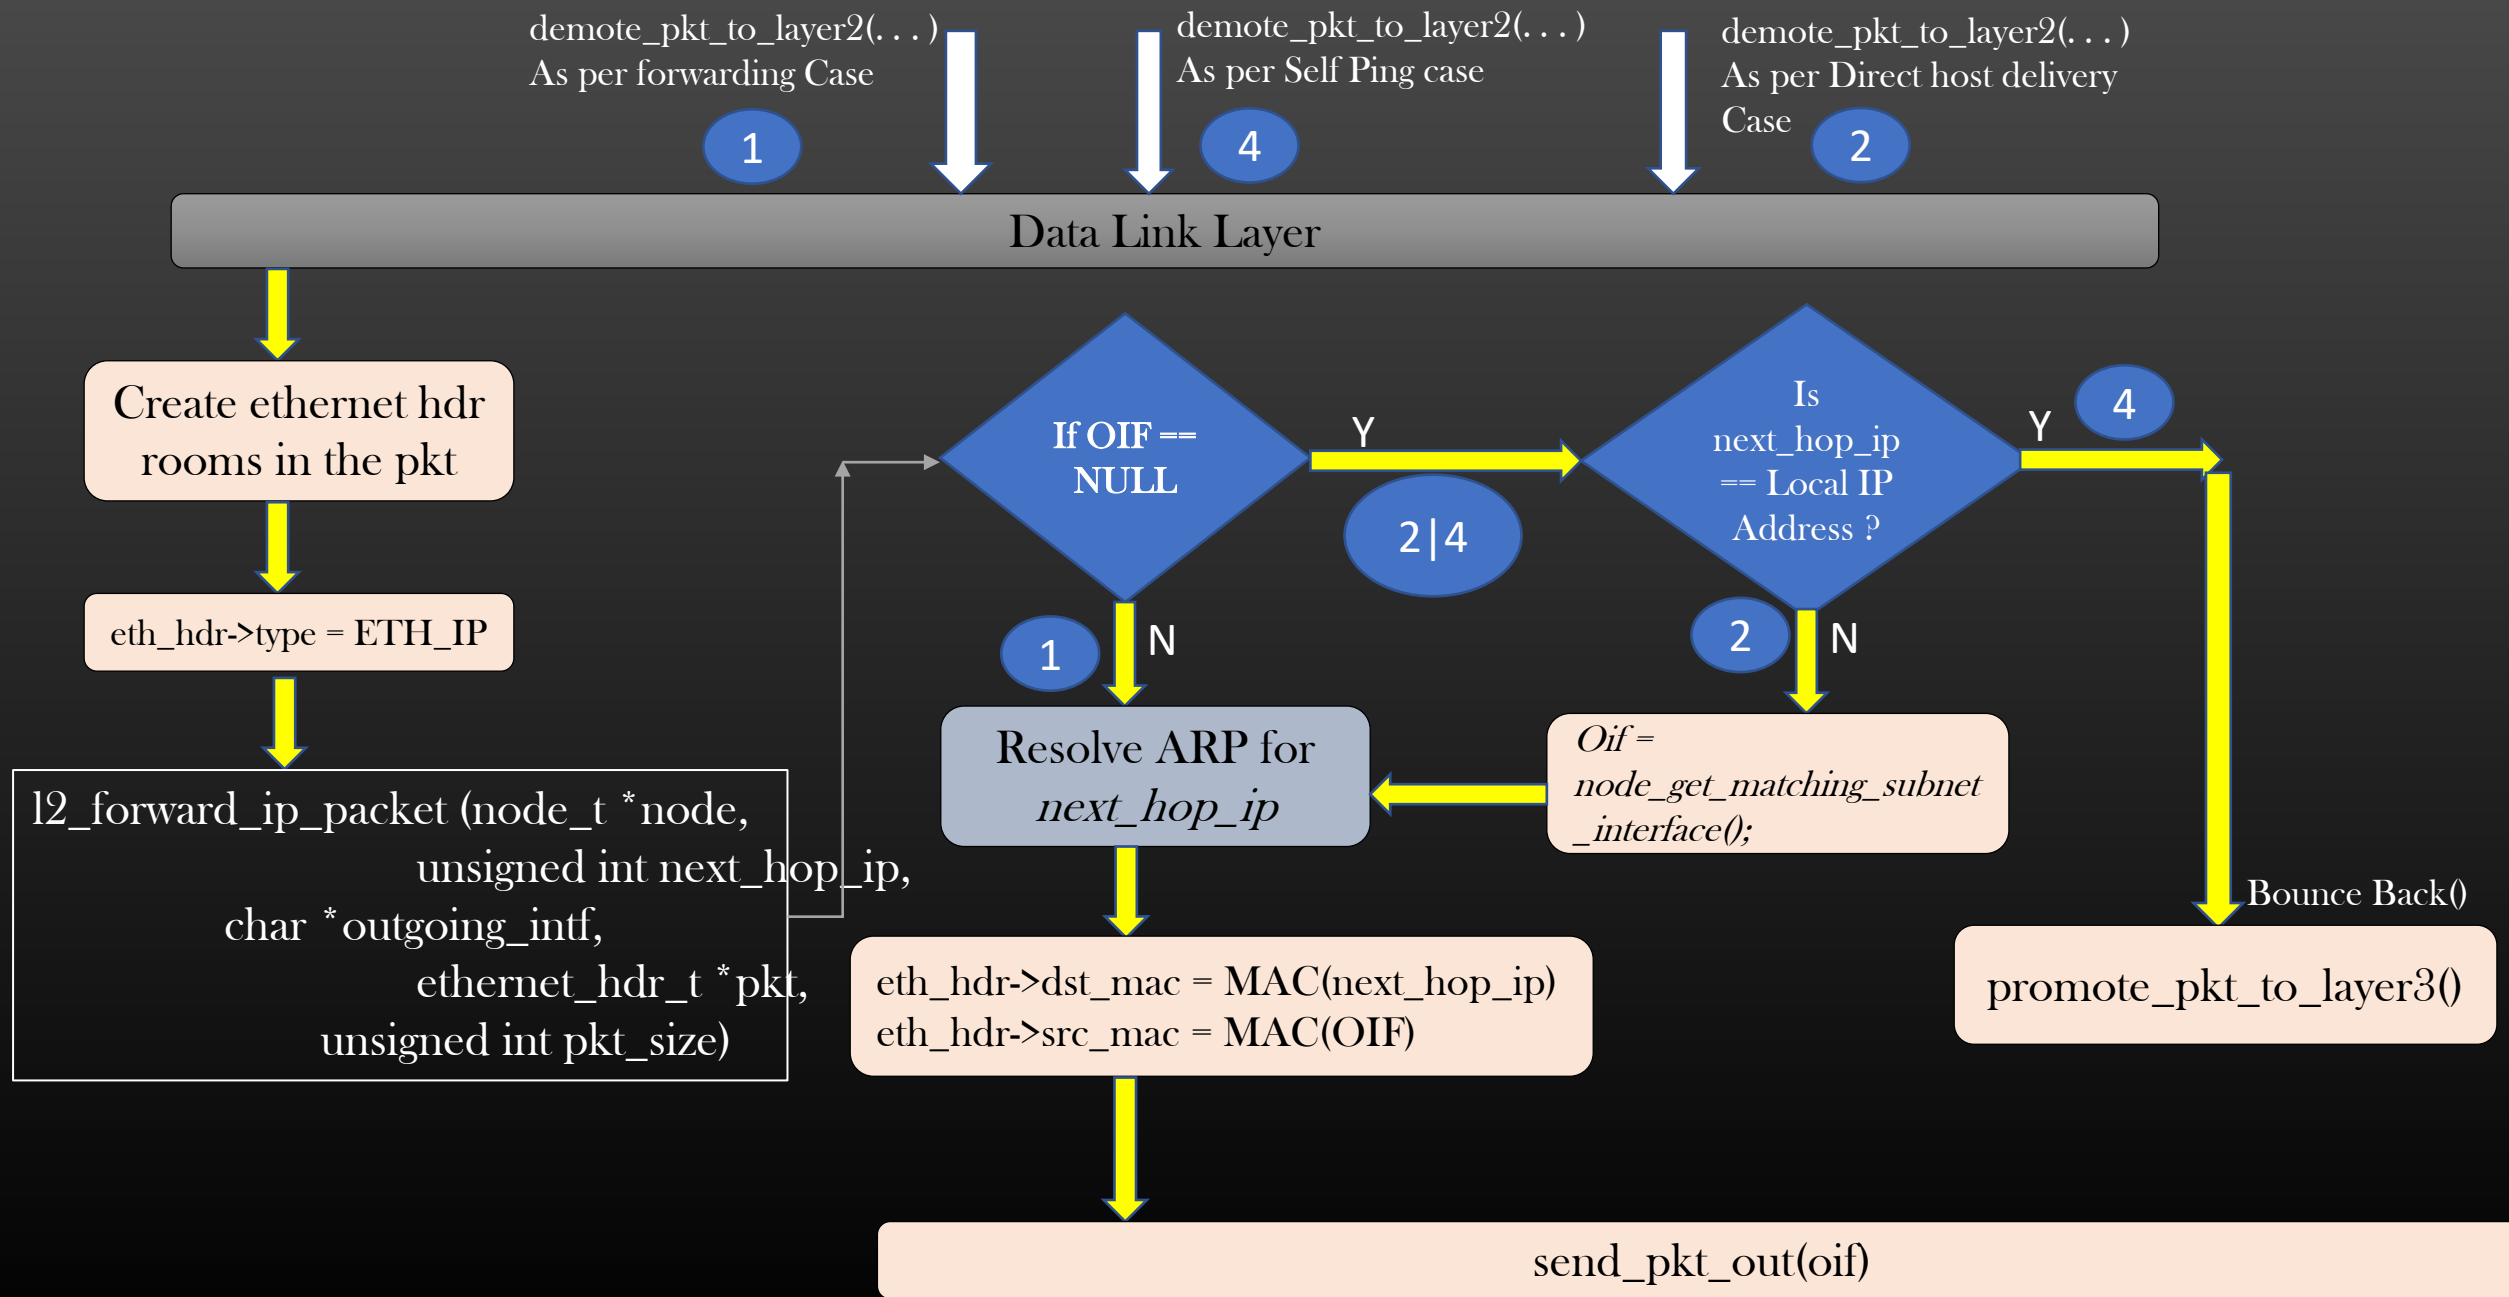 demote_pkt_to_layer2(. . . )
As per forwarding Case
1
demote_pkt_to_layer2(. . . )
As per Self Ping case
4
demote_pkt_to_layer2(. . . )
As per Direct host delivery
Case
2
Data Link Layer
Create ethernet hdr
rooms in the pkt
eth_hdr->type = ETH_IP
l2_forward_ip_packet (node_t *node,
unsigned int next_hop_ip,
char *outgoing_intf,
ethernet_hdr_t *pkt,
unsigned int pkt_size)
If OIF ==
NULL
Y
2|4
1
N
Is
next_hop_ip
== Local IP
Address ?
Y
4
2
N
Resolve ARP for
next_hop_ip
Oif =
node_get_matching_subnet
_interface();
eth_hdr->dst_mac = MAC(next_hop_ip)
eth_hdr->src_mac = MAC(OIF)
Bounce Back()
promote_pkt_to_layer3()
send_pkt_out(oif)